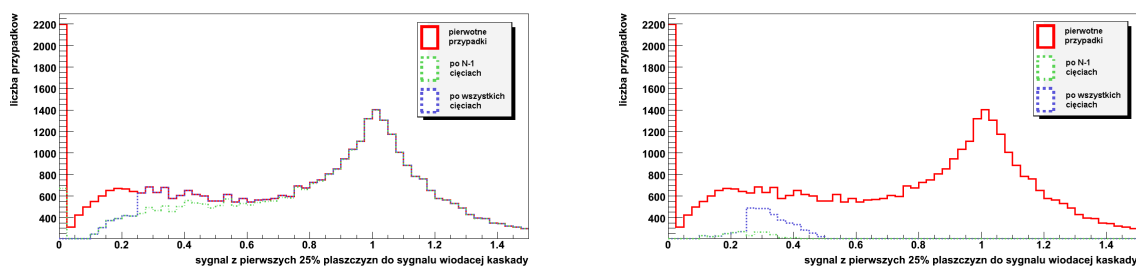 2200
2000
1800
1600
1400
1200
1000
800
600
400
liczba przypadkow
pierwotne
przypadki
po N-1
cięciach
po wszystkich
cięciach
0 0.2 0.4 0.6 0.8 1 1.2 1.4
sygnal z pierwszych 25% plaszczyzn do sygnalu wiodacej kaskady
2200
2000
1800
1600
1400
1200
1000
800
600
400
liczba przypadkow
pierwotne
przypadki
po N-1
cięciach
po wszystkich
cięciach
0 0.2 0.4 0.6 0.8 1 1.2 1.4
sygnal z pierwszych 25% plaszczyzn do sygnalu wiodacej kaskady